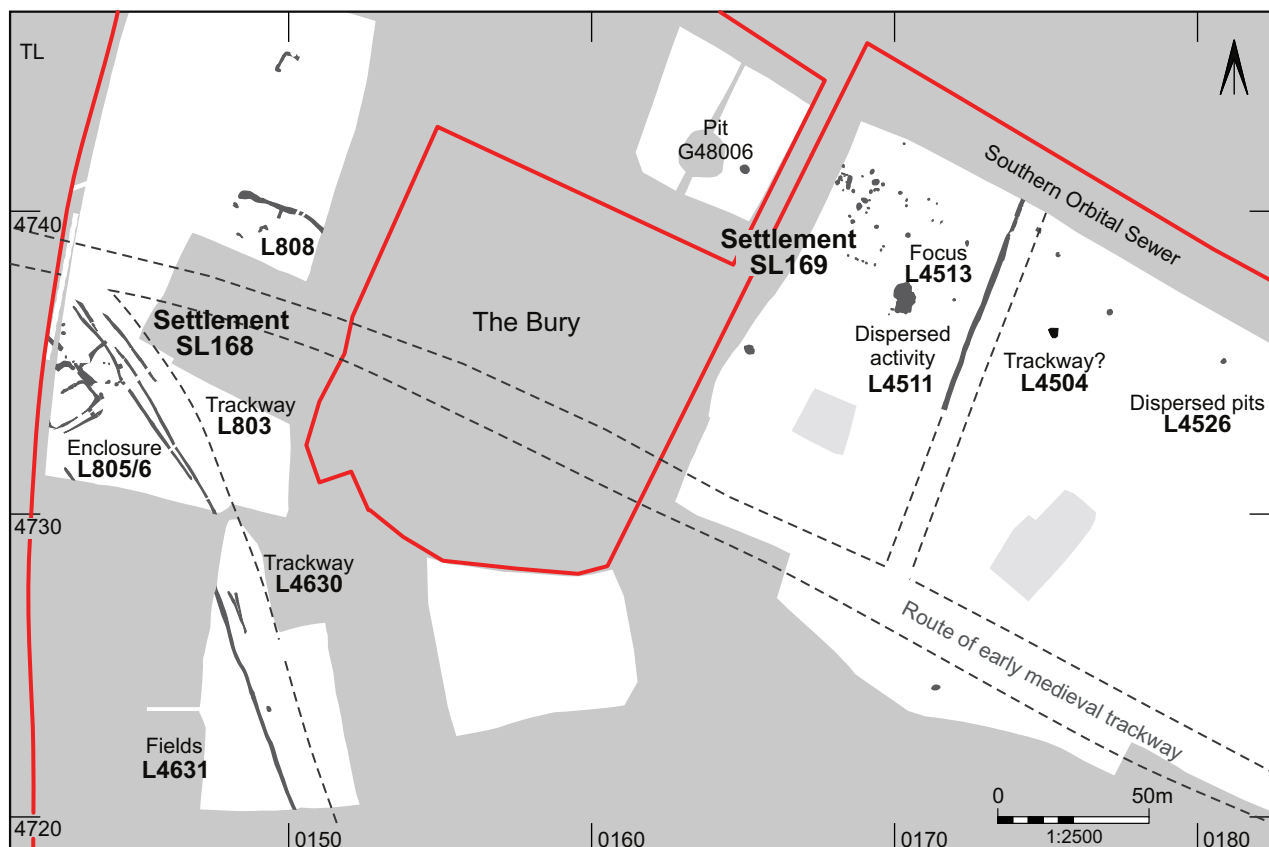 TL
Pit
G48006
Southern Orbital Sewer
4740
L808
Settlement
SL169
Focus
L4513
Settlement
SL168
The Bury
Dispersed
activity
L4511
Trackway?
L4504
Dispersed pits
L4526
Trackway
L803
Enclosure
L805/6
4730
Trackway
L4630
Route of early medieval trackway
Fields
L4631
0 50m
1:2500
4720
0150
0160
0170
0180